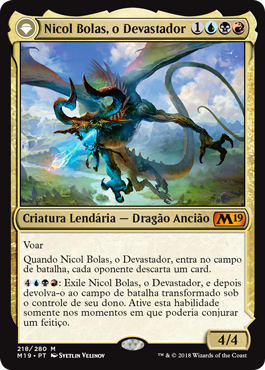 Nicol Bolas, o Devastador 1
Criatura Lendária — Dragão Ancião M19
Voar
Quando Nicol Bolas, o Devastador, entra no campo
de batalha, cada oponente descarta um card.
4: Exile Nicol Bolas, o Devastador, e depois
devolva-o ao campo de batalha transformado sob
o controle de seu dono. Ative esta habilidade
somente nos momentos em que poderia conjurar
um feitiço.
4/4
218/280 M
M19 • PT Svetlin Velinov
™ & © 2018 Wizards of the Coast